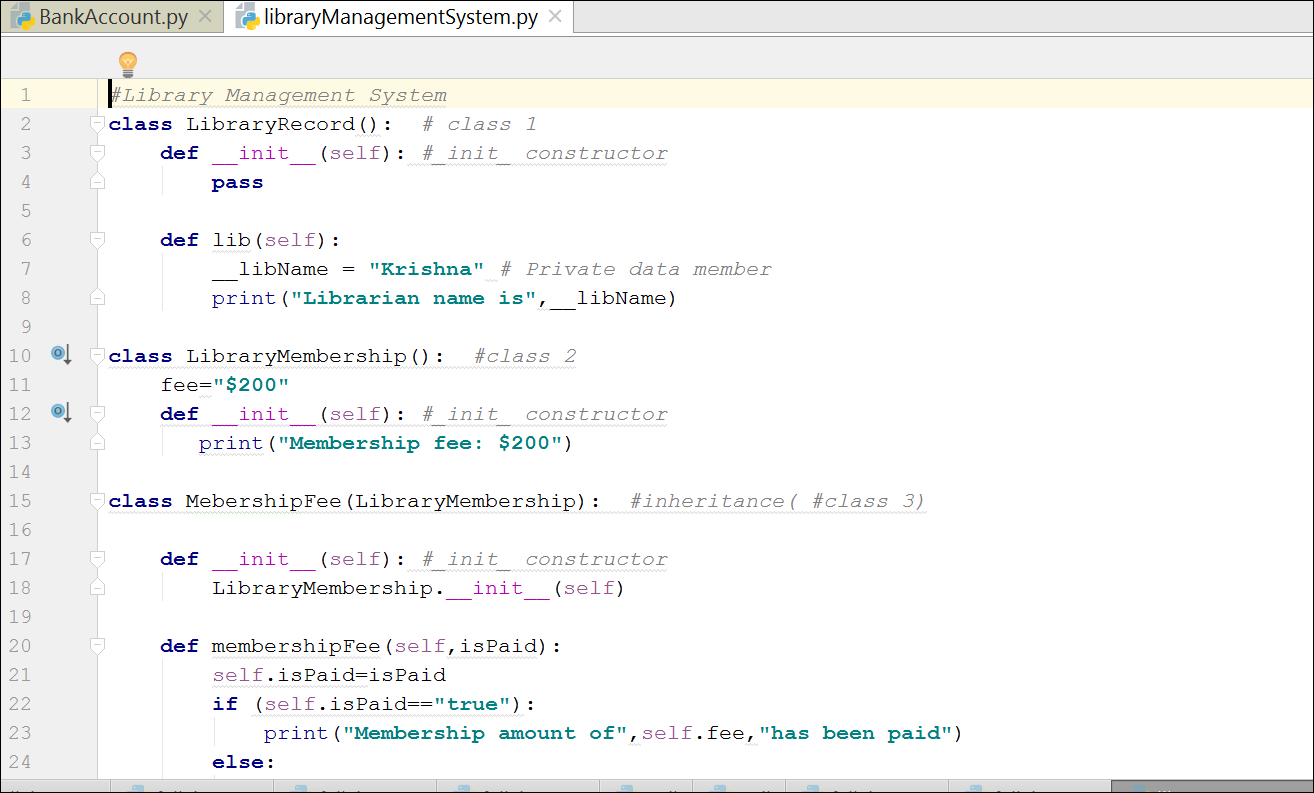 BankAccount.py libraryManagementSystem.py
1 #Library Management System
2 class LibraryRecord():  # class 1
3     def __init__(self): #_init_ constructor
4         pass
5
6     def lib(self):
7         __libName = "Krishna" # Private data member
8         print("Librarian name is",__libName)
9
10 class LibraryMembership():  #class 2
11     fee="$200"
12     def __init__(self): #_init_ constructor
13        print("Membership fee: $200")
14
15 class MebershipFee(LibraryMembership):  #inheritance( #class 3)
16
17     def __init__(self): #_init_ constructor
18         LibraryMembership.__init__(self)
19
20     def membershipFee(self,isPaid):
21         self.isPaid=isPaid
22         if (self.isPaid=="true"):
23             print("Membership amount of",self.fee,"has been paid")
24         else: